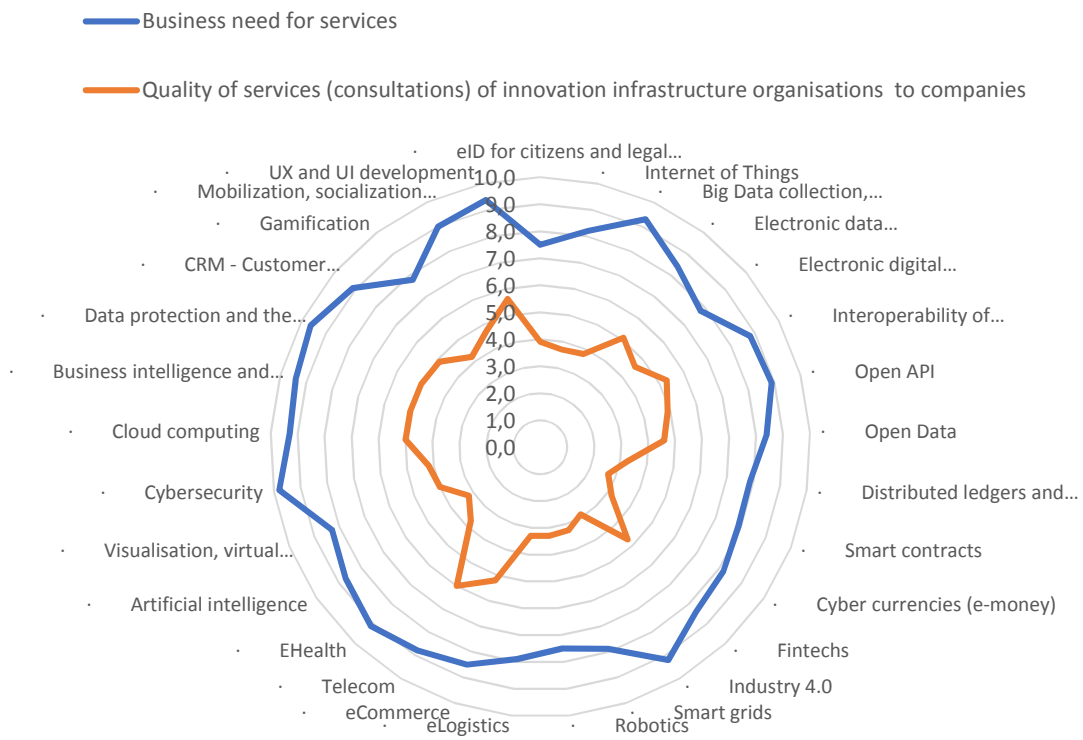 Business need for services
Quality of services (consultations) of innovation infrastructure organisations to companies
· eID for citizens and legal…
· UX and UI development
· Internet of Things
· Mobilization, socialization…
· Big Data collection,…
· Gamification
· Electronic data…
· CRM - Customer…
· Electronic digital…
· Data protection and the…
· Interoperability of…
· Business intelligence and…
· Open API
· Cloud computing
· Open Data
· Cybersecurity
· Distributed ledgers and…
· Visualisation, virtual…
· Smart contracts
· Artificial intelligence
· Cyber currencies (e-money)
· EHealth
· Fintechs
· Telecom
· Industry 4.0
· eCommerce
· Smart grids
· eLogistics
· Robotics
10,0
9,0
8,0
7,0
6,0
5,0
4,0
3,0
2,0
1,0
0,0